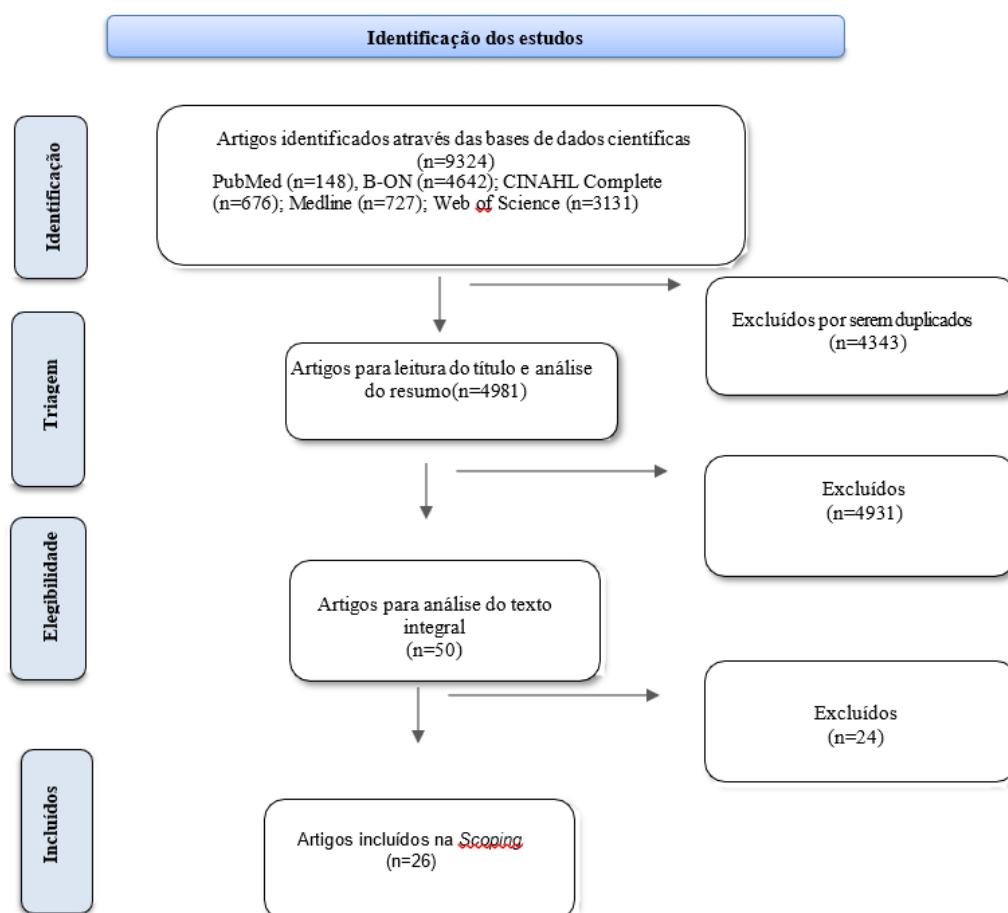 Identificação dos estudos
Identificação
Artigos identificados através das bases de dados científicas
(n=9324)
PubMed (n=148), B-ON (n=4642); CINAHL Complete
(n=676); Medline (n=727); Web of Science (n=3131)
Excluídos por serem duplicados
(n=4343)
Triagem
Artigos para leitura do título e análise
do resumo(n=4981)
Excluídos
(n=4931)
Elegibilidade
Artigos para análise do texto
integral
(n=50)
Excluídos
(n=24)
Incluídos
Artigos incluídos na Scoping
(n=26)